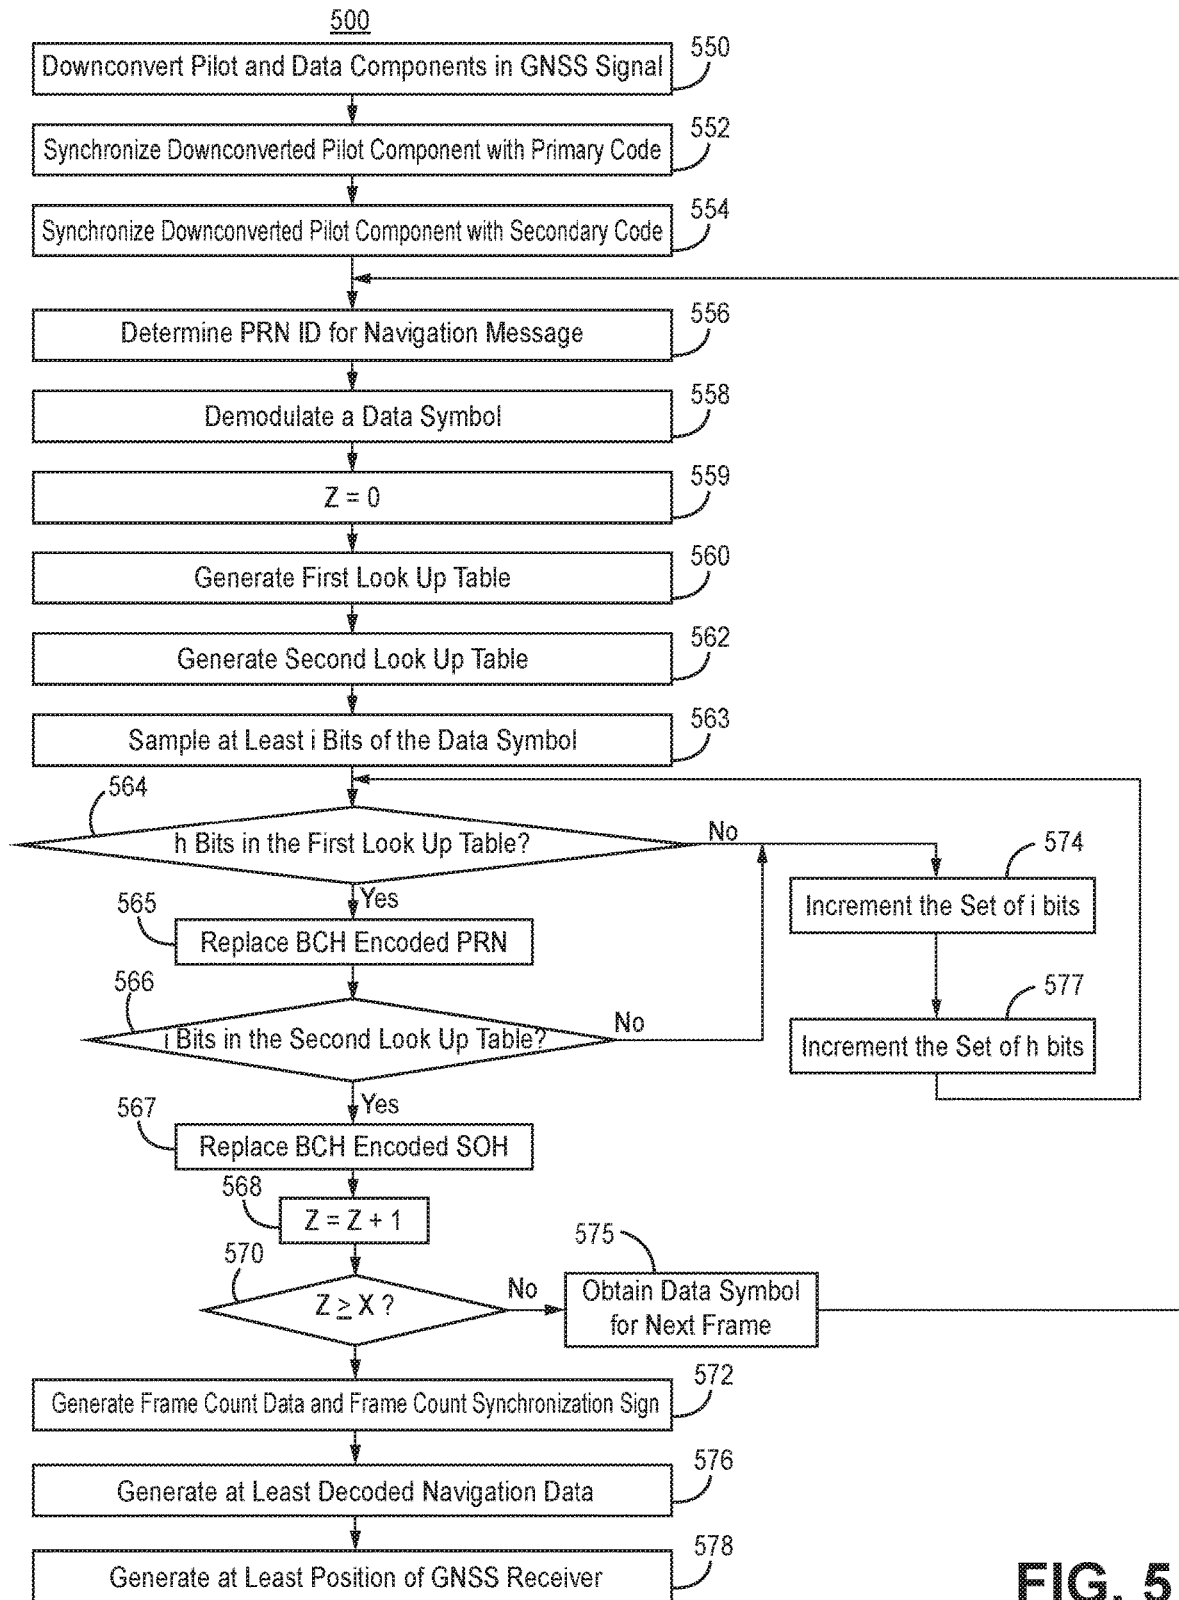 500
Downconvert Pilot and Data Components in GNSS Signal
550
Synchronize Downconverted Pilot Component with Primary Code
552
Synchronize Downconverted Pilot Component with Secondary Code
554
Determine PRN ID for Navigation Message
556
Demodulate a Data Symbol
558
Z = 0
559
Generate First Look Up Table
560
Generate Second Look Up Table
562
Sample at Least i Bits of the Data Symbol
563
564
h Bits in the First Look Up Table?
No
Yes
574
Increment the Set of i bits
565
Replace BCH Encoded PRN
566
i Bits in the Second Look Up Table?
No
Yes
577
Increment the Set of h bits
567
Replace BCH Encoded SOH
568
Z = Z + 1
570
Z ≥ X ?
No
575
Obtain Data Symbol
for Next Frame
Generate Frame Count Data and Frame Count Synchronization Sign
572
Generate at Least Decoded Navigation Data
576
Generate at Least Position of GNSS Receiver
578
FIG. 5